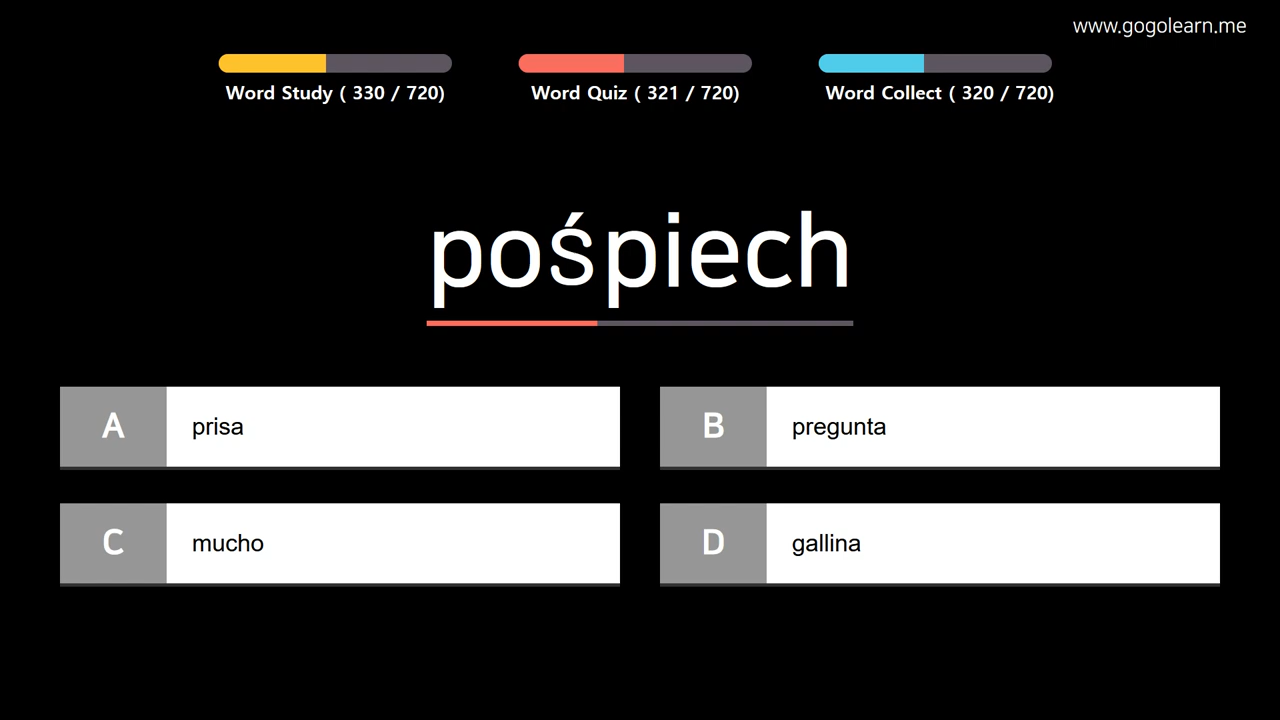 www.gogolearn.me
Word Study ( 330 / 720)
Word Quiz ( 321 / 720)
Word Collect ( 320 / 720)
pośpiech
A prisa
B pregunta
C mucho
D gallina